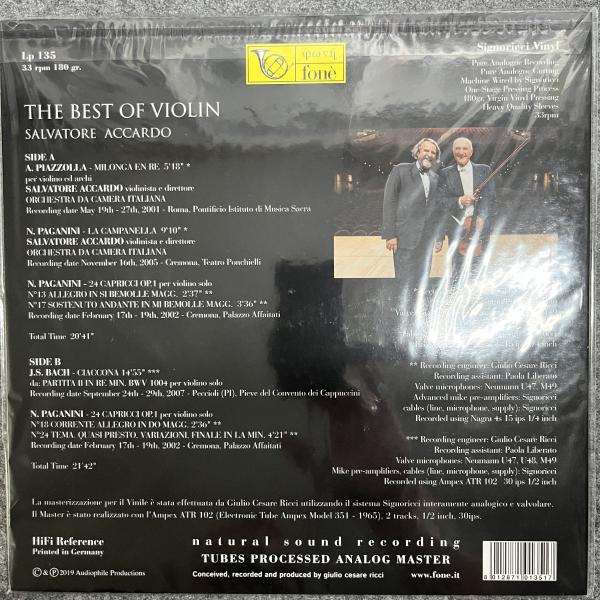 Lp 135
33 rpm 180 gr.
φωνή
fonè
Signoricci Vinyl
Pure Analogue Recording
Pure Analogue Cutting
Machine Wired by Signoricci
One-Stage Pressing Process
180gr. Virgin Vinyl Pressing
Heavy Quality Sleeves
33rpm
THE BEST OF VIOLIN
SALVATORE ACCARDO
SIDE A
A. PIAZZOLLA - MILONGA EN RE 5'18" *
per violino ed archi
SALVATORE ACCARDO violinista e direttore
ORCHESTRA DA CAMERA ITALIANA
Recording date May 19th - 27th, 2001 - Roma, Pontificio Istituto di Musica Sacra
N. PAGANINI - LA CAMPANELLA 9'10" *
SALVATORE ACCARDO violinista e direttore
ORCHESTRA DA CAMERA ITALIANA
Recording date November 16th, 2005 - Cremona, Teatro Ponchielli
N. PAGANINI - 24 CAPRICCI OP.1 per violino solo
N°13 ALLEGRO IN SI BEMOLLE MAGG. 2'37" **
N°17 SOSTENUTO ANDANTE IN MI BEMOLLE MAGG. 3'36" **
Recording date February 17th - 19th, 2002 - Cremona, Palazzo Affaitati
Total Time 20'41"
SIDE B
J.S. BACH - CIACCONA 14'55" ***
da: PARTITA II IN RE MIN. BWV 1004 per violino solo
Recording date September 24th - 29th, 2007 - Peccioli (PI), Pieve del Convento dei Cappuccini
N. PAGANINI - 24 CAPRICCI OP.1 per violino solo
N°18 CORRENTE ALLEGRO IN DO MAGG. 2'36" **
N°24 TEMA. QUASI PRESTO, VARIAZIONI, FINALE IN LA MIN. 4'21" **
Recording date February 17th - 19th, 2002 - Cremona, Palazzo Affaitati
Total Time 21'42"
** Recording engineer: Giulio Cesare Ricci
Recording assistant: Paola Liberato
Valve microphones: Neumann U47, M49
Advanced mike pre-amplifiers: Signoricci
cables (line, microphone, supply): Signoricci
Recorded using Nagra 4s 15 ips 1/4 inch
*** Recording engineer: Giulio Cesare Ricci
Recording assistant: Paola Liberato
Valve microphones: Neumann U47, U48, M49
Mike pre-amplifiers, cables (line, microphone, supply): Signoricci
Recorded using Ampex ATR 102 30 ips 1/2 inch
La masterizzazione per il Vinile è stata effettuata da Giulio Cesare Ricci utilizzando il sistema Signoricci interamente analogico e valvolare.
Il Master è stato realizzato con l'Ampex ATR 102 (Electronic Tube Ampex Model 351 - 1965), 2 tracks, 1/2 inch, 30ips.
HiFi Reference
Printed in Germany
natural sound recording
TUBES PROCESSED ANALOG MASTER
© & ℗ 2019 Audiophile Productions
Conceived, recorded and produced by giulio cesare ricci
www.fone.it
8 012871 013517